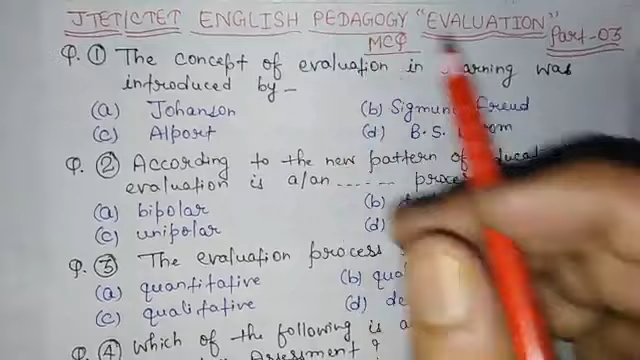 JTET/CTET ENGLISH PEDAGOGY "EVALUATION" Part-03
MCQ
Q. ① The concept of evaluation in was
introduced by -
(a) Johanson (b) Sigmund Freud
(c) Alport (d) B.S.
Q. ② According to the new pattern of
evaluation is a/an ......
(a) bipolar (b)
(c) unipolar (d)
Q. ③ The evaluation process
(a) quantitative (b)
(c) qualitative (d)
Q. ④ Which of the following is
Assessment ?